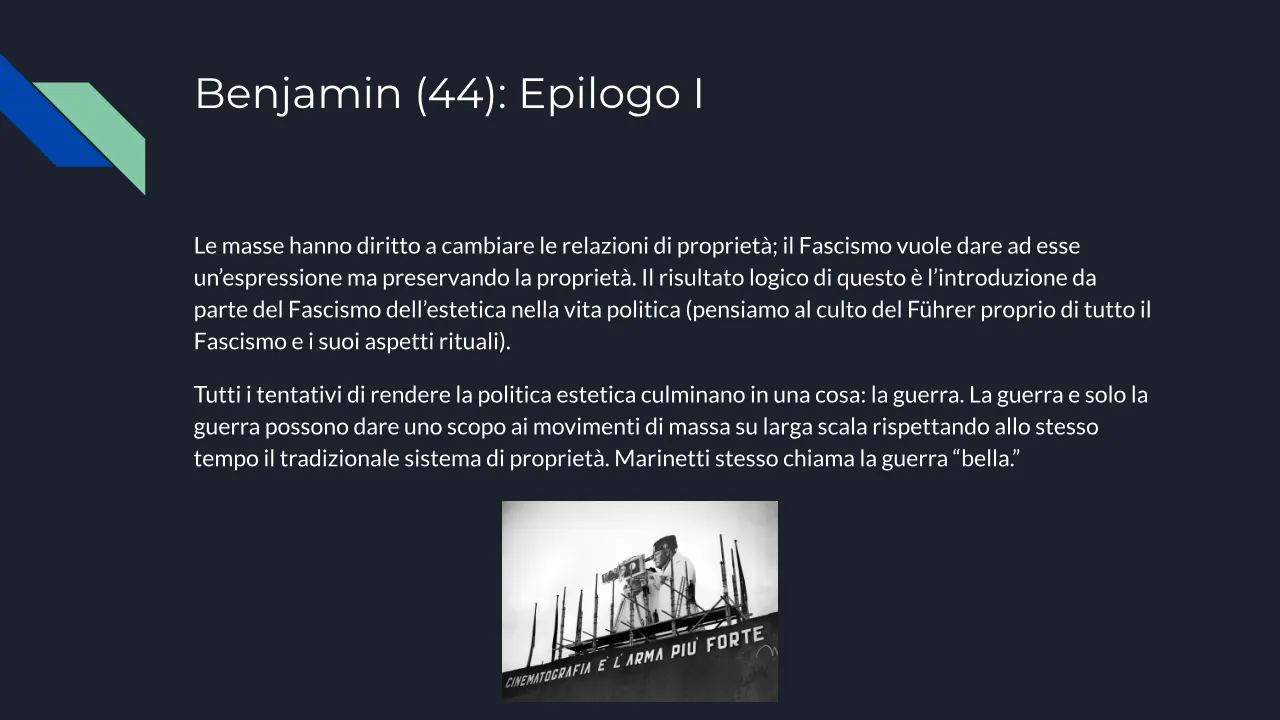 Benjamin (44): Epilogo I
Le masse hanno diritto a cambiare le relazioni di proprietà; il Fascismo vuole dare ad esse
un’espressione ma preservando la proprietà. Il risultato logico di questo è l’introduzione da
parte del Fascismo dell’estetica nella vita politica (pensiamo al culto del Führer proprio di tutto il
Fascismo e i suoi aspetti rituali).
Tutti i tentativi di rendere la politica estetica culminano in una cosa: la guerra. La guerra e solo la
guerra possono dare uno scopo ai movimenti di massa su larga scala rispettando allo stesso
tempo il tradizionale sistema di proprietà. Marinetti stesso chiama la guerra “bella.”
CINEMATOGRAFIA E' L'ARMA PIU' FORTE